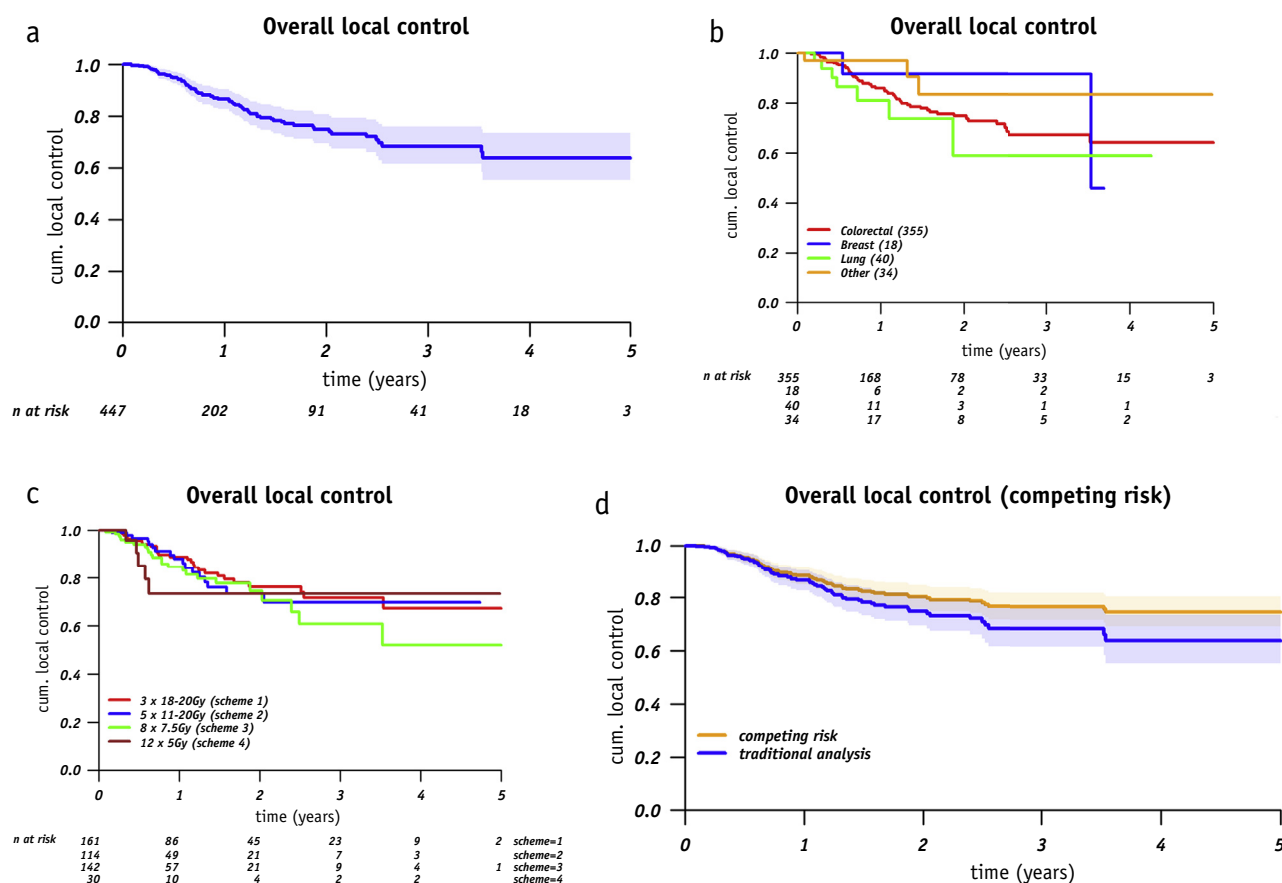 a
Overall local control
cum. local control
1.0
0.8
0.6
0.4
0.2
0.0
0 1 2 3 4 5
time (years)
n at risk 447 202 91 41 18 3
b
Overall local control
cum. local control
1.0
0.8
0.6
0.4
0.2
0.0
Colorectal (355)
Breast (18)
Lung (40)
Other (34)
0 1 2 3 4 5
time (years)
n at risk 355 168 78 33 15 3
18 6 2 2
40 11 3 1 1
34 17 8 5 2
c
Overall local control
cum. local control
1.0
0.8
0.6
0.4
0.2
0.0
3 x 18-20Gy (scheme 1)
5 x 11-20Gy (scheme 2)
8 x 7.5Gy (scheme 3)
12 x 5Gy (scheme 4)
0 1 2 3 4 5
time (years)
n at risk 161 86 45 23 9 2 scheme=1
114 49 21 7 3 scheme=2
142 57 21 9 4 1 scheme=3
30 10 4 2 2 scheme=4
d
Overall local control (competing risk)
cum. local control
1.0
0.8
0.6
0.4
0.2
0.0
competing risk
traditional analysis
0 1 2 3 4 5
time (years)